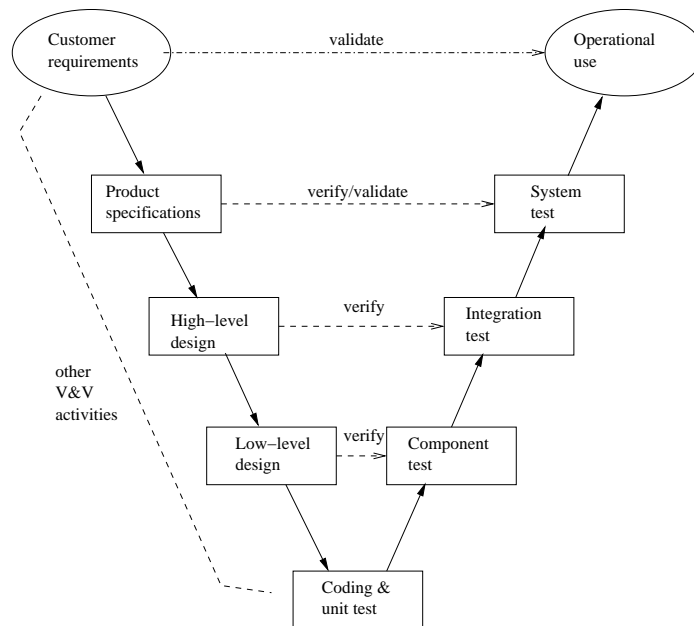 Customer
requirements
validate
Operational
use
Product
specifications
verify/validate
System
test
High−level
design
verify
Integration
test
other
V&V
activities
Low−level
design
verify
Component
test
Coding &
unit test